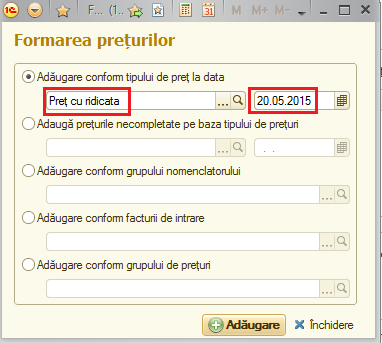 F... (1С... M M+ M-
Formarea prețurilor
Adăugare conform tipului de preț la data
Preț cu ridicata ... 20.05.2015
Adaugă prețurile necompletate pe baza tipului de prețuri
... . .
Adăugare conform grupului nomenclatorului
...
Adăugare conform facturii de intrare
...
Adăugare conform grupului de prețuri
...
Adăugare Închidere